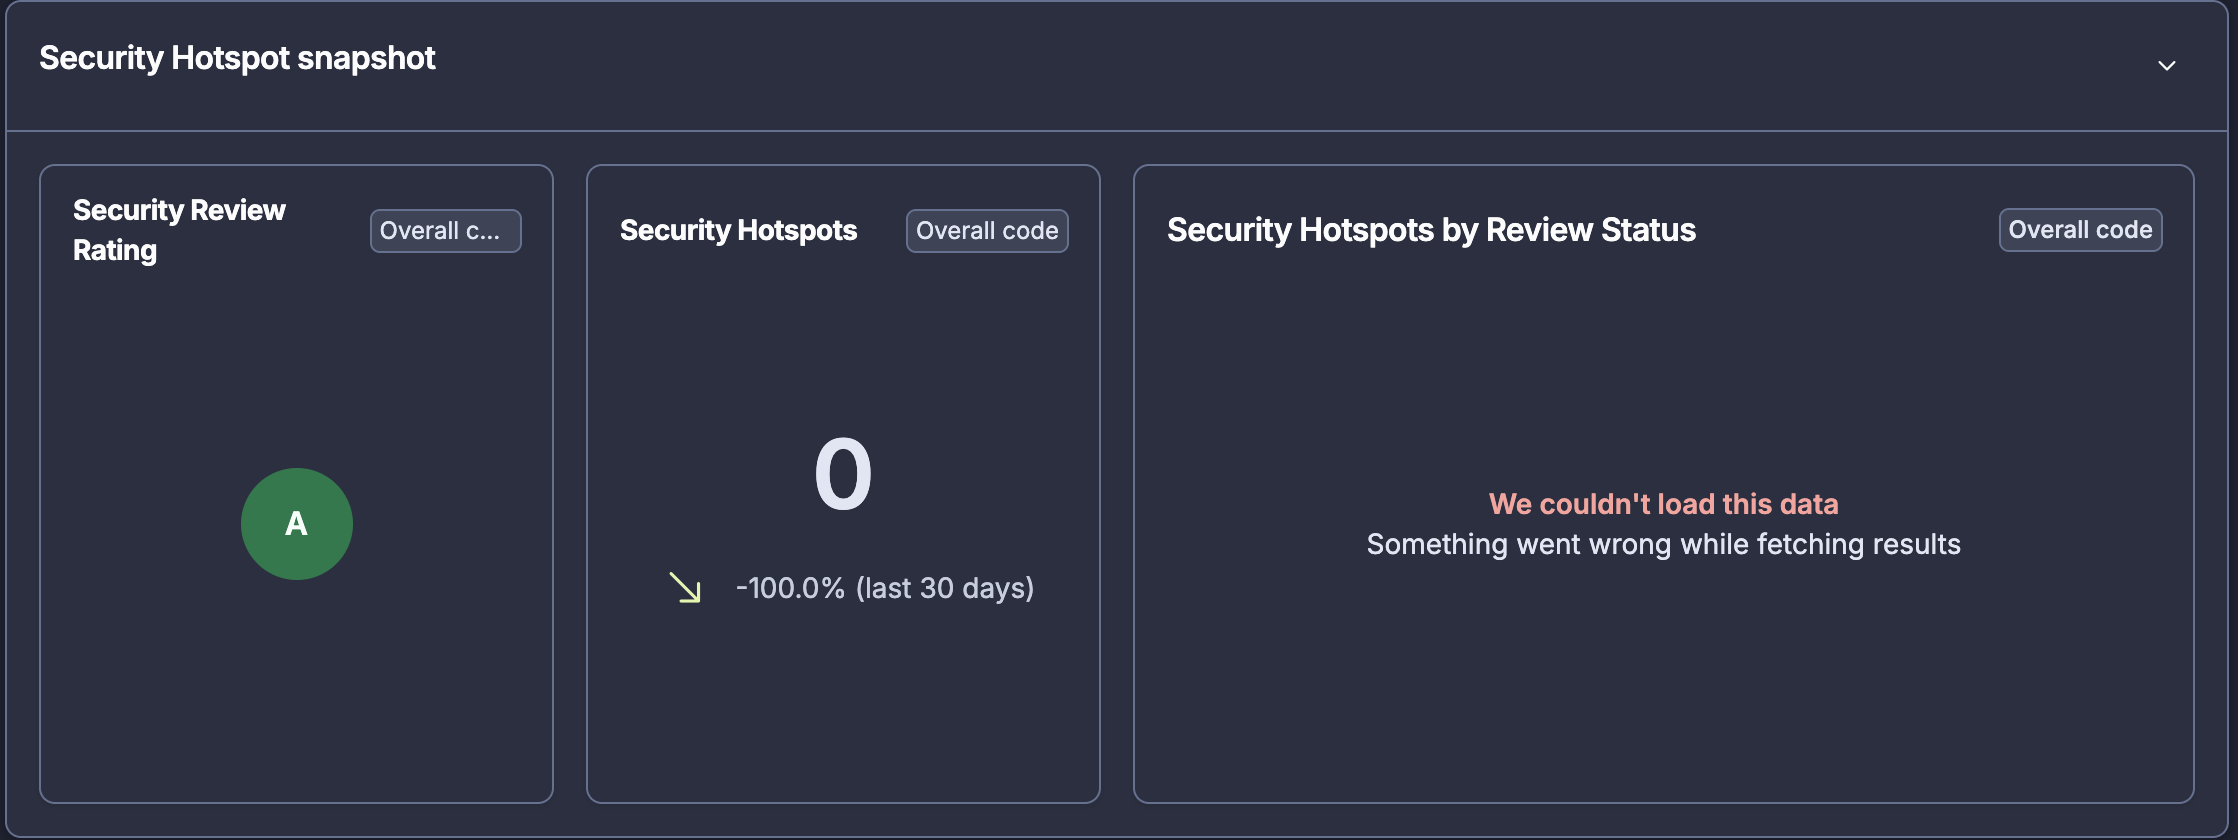 Security Hotspot snapshot
Security Review
Rating
Overall c...
A
Security Hotspots
Overall code
0
-100.0% (last 30 days)
Security Hotspots by Review Status
Overall code
We couldn't load this data
Something went wrong while fetching results